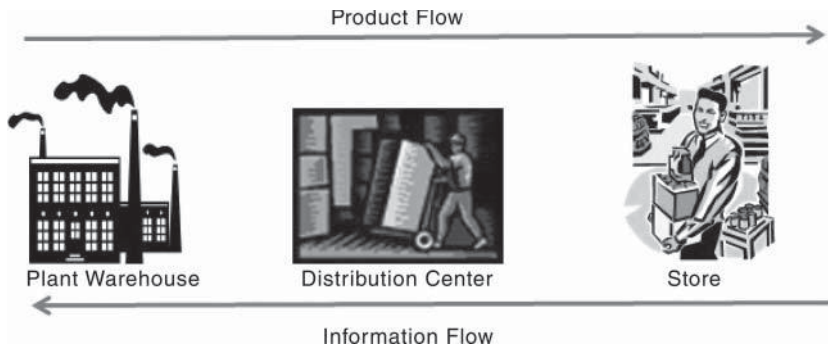 Product Flow
Plant Warehouse
Distribution Center
Store
Information Flow